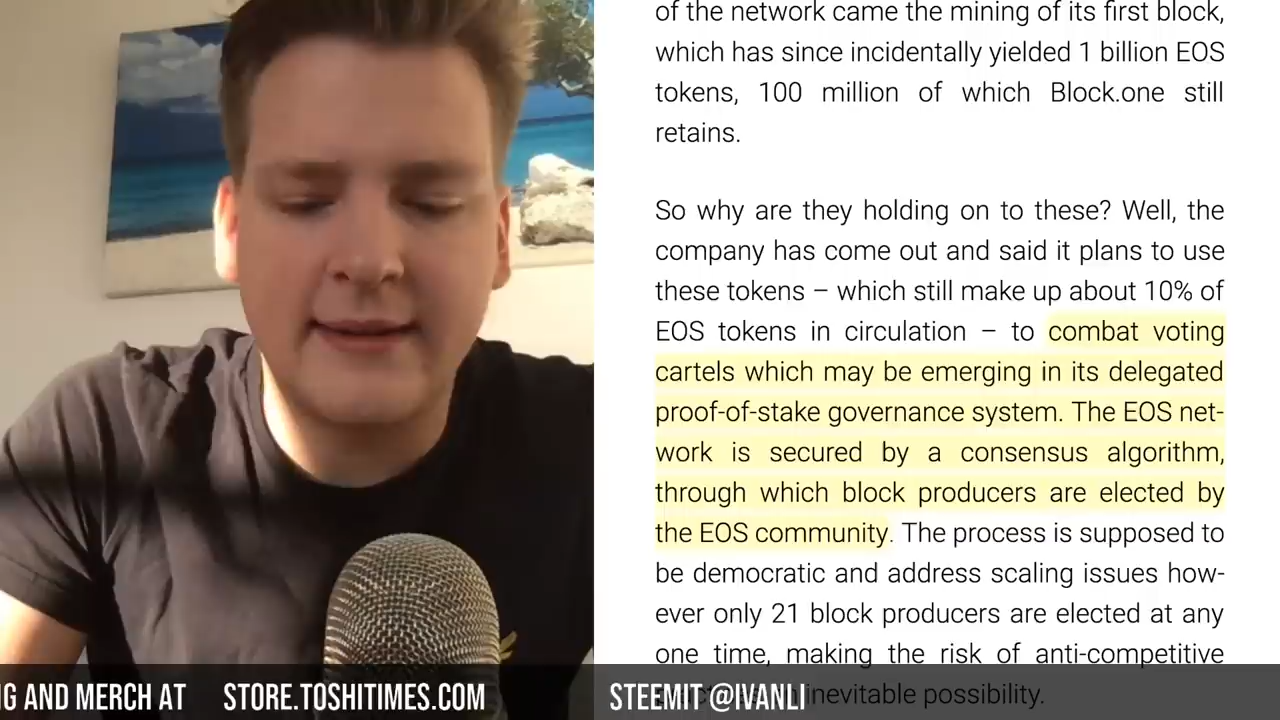 of the network came the mining of its first block,
which has since incidentally yielded 1 billion EOS
tokens, 100 million of which Block.one still
retains.
So why are they holding on to these? Well, the
company has come out and said it plans to use
these tokens – which still make up about 10% of
EOS tokens in circulation – to combat voting
cartels which may be emerging in its delegated
proof-of-stake governance system. The EOS net-
work is secured by a consensus algorithm,
through which block producers are elected by
the EOS community. The process is supposed to
be democratic and address scaling issues how-
ever only 21 block producers are elected at any
one time, making the risk of anti-competitive
inevitable possibility.
G AND MERCH AT STORE.TOSHITIMES.COM STEEMIT @IVANLI